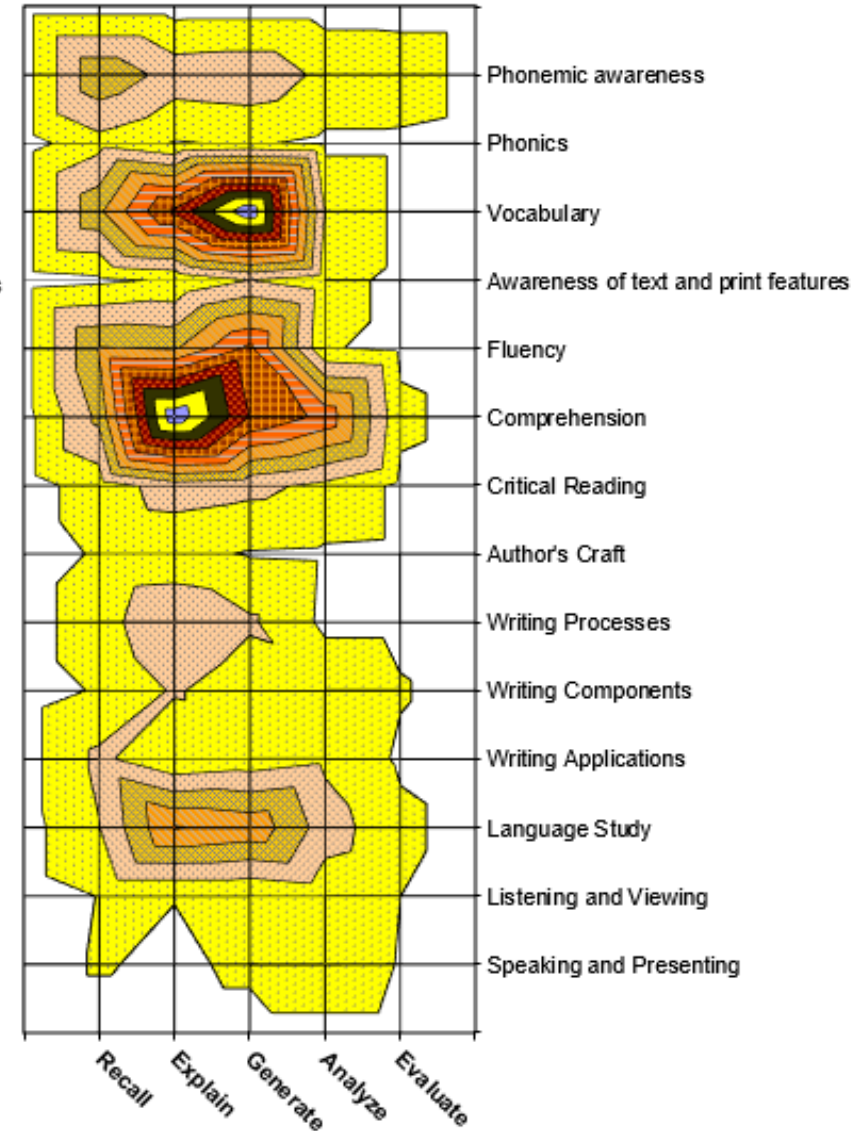 Phonemic awareness
Phonics
Vocabulary
s
Awareness of text and print features
Fluency
Comprehension
Critical Reading
Author's Craft
Writing Processes
Writing Components
Writing Applications
Language Study
Listening and Viewing
Speaking and Presenting
Recall
Explain
Generate
Analyze
Evaluate